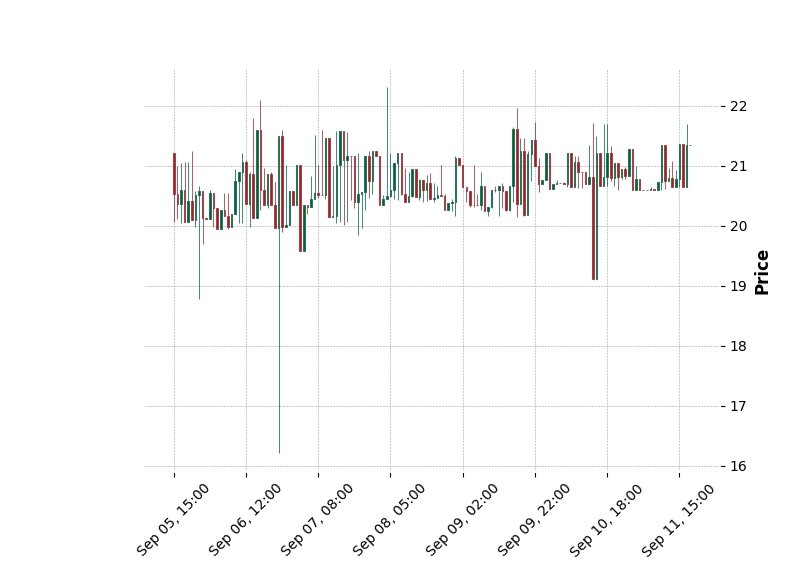 22
21
20
19
18
17
16
Price
Sep 05, 15:00
Sep 06, 12:00
Sep 07, 08:00
Sep 08, 05:00
Sep 09, 02:00
Sep 09, 22:00
Sep 10, 18:00
Sep 11, 15:00